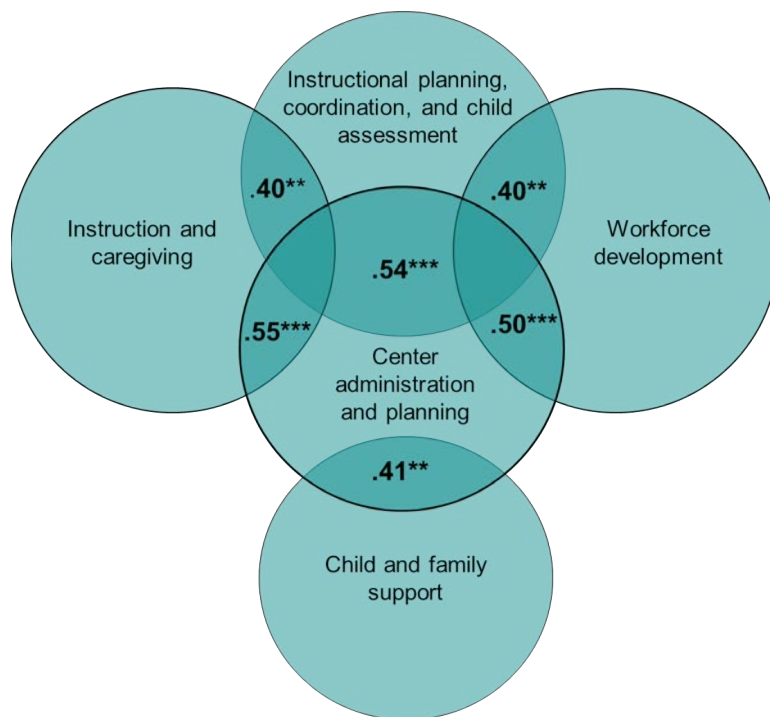 Instructional planning,
coordination, and child
assessment
.40**
.40**
Instruction and
caregiving
Workforce
development
.54***
.55***
.50***
Center
administration
and planning
.41**
Child and family
support